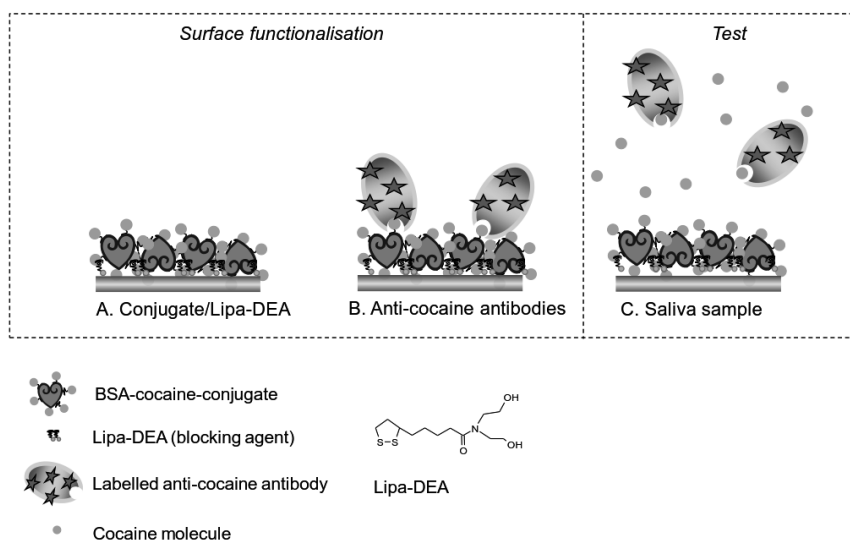 Surface functionalisation
Test
A. Conjugate/Lipa-DEA
B. Anti-cocaine antibodies
C. Saliva sample
BSA-cocaine-conjugate
Lipa-DEA (blocking agent)
Labelled anti-cocaine antibody
Cocaine molecule
OH
N
S-S
O
OH
Lipa-DEA